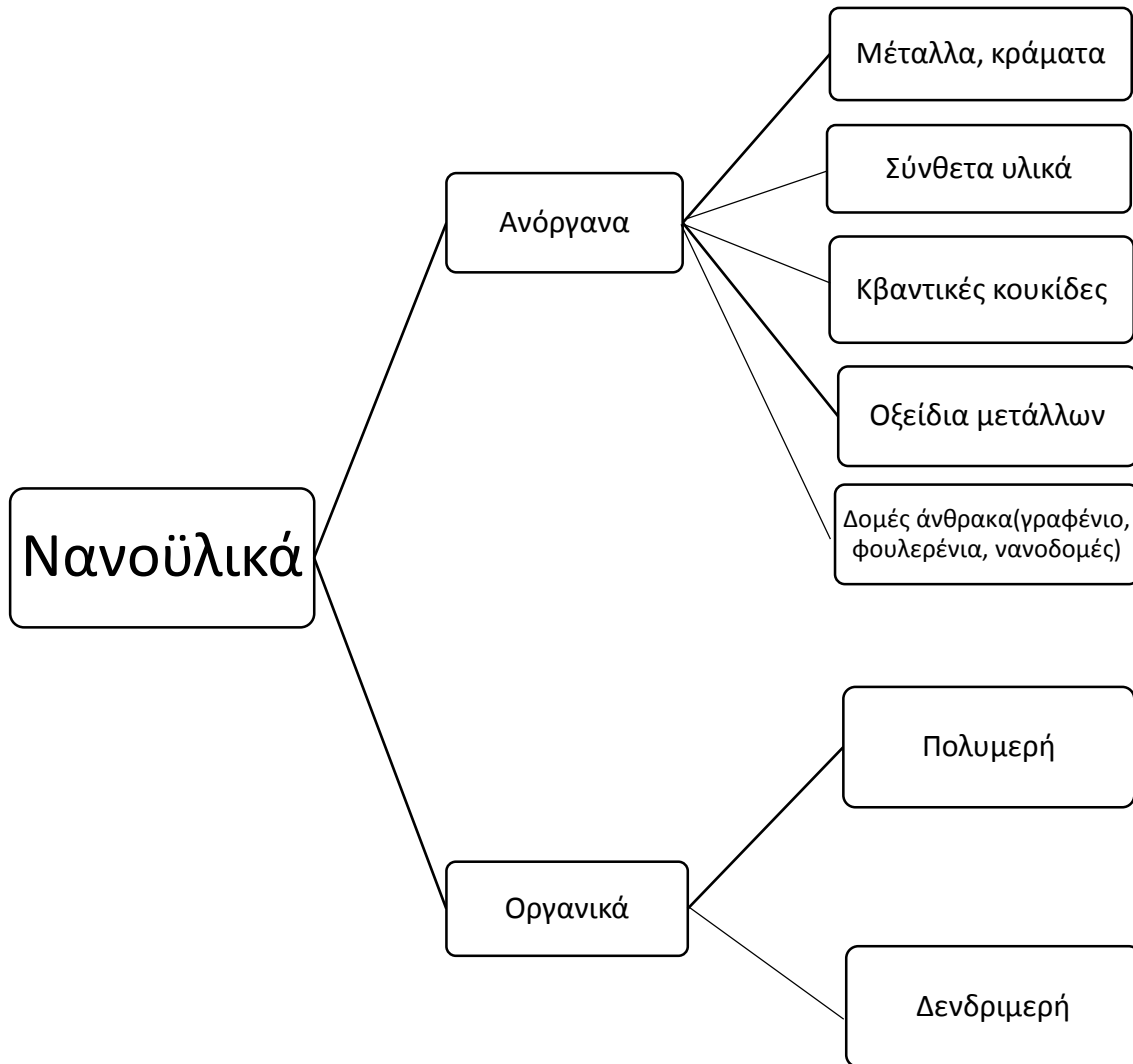 Νανοϋλικά
Ανόργανα
Μέταλλα, κράματα
Σύνθετα υλικά
Κβαντικές κουκίδες
Οξείδια μετάλλων
Δομές άνθρακα(γραφένιο,
φουλερένια, νανοδομές)
Οργανικά
Πολυμερή
Δενδριμερή